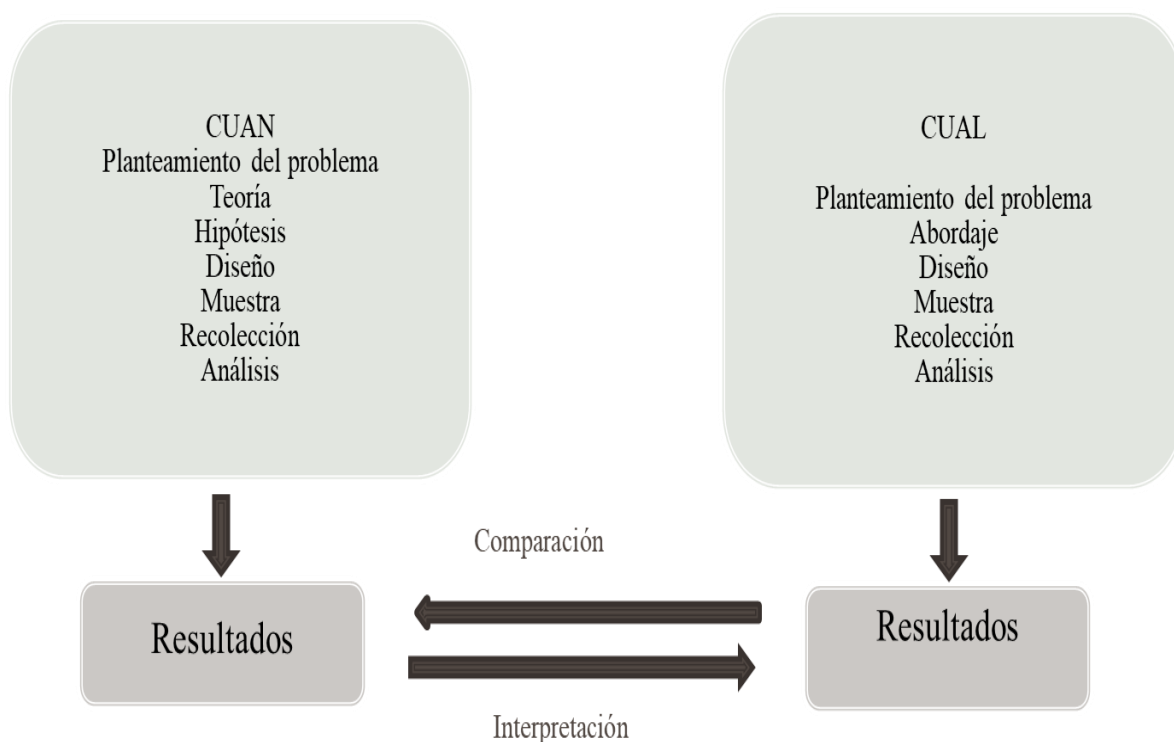 CUAN
Planteamiento del problema
Teoría
Hipótesis
Diseño
Muestra
Recolección
Análisis
CUAL
Planteamiento del problema
Abordaje
Diseño
Muestra
Recolección
Análisis
Comparación
Resultados
Resultados
Interpretación